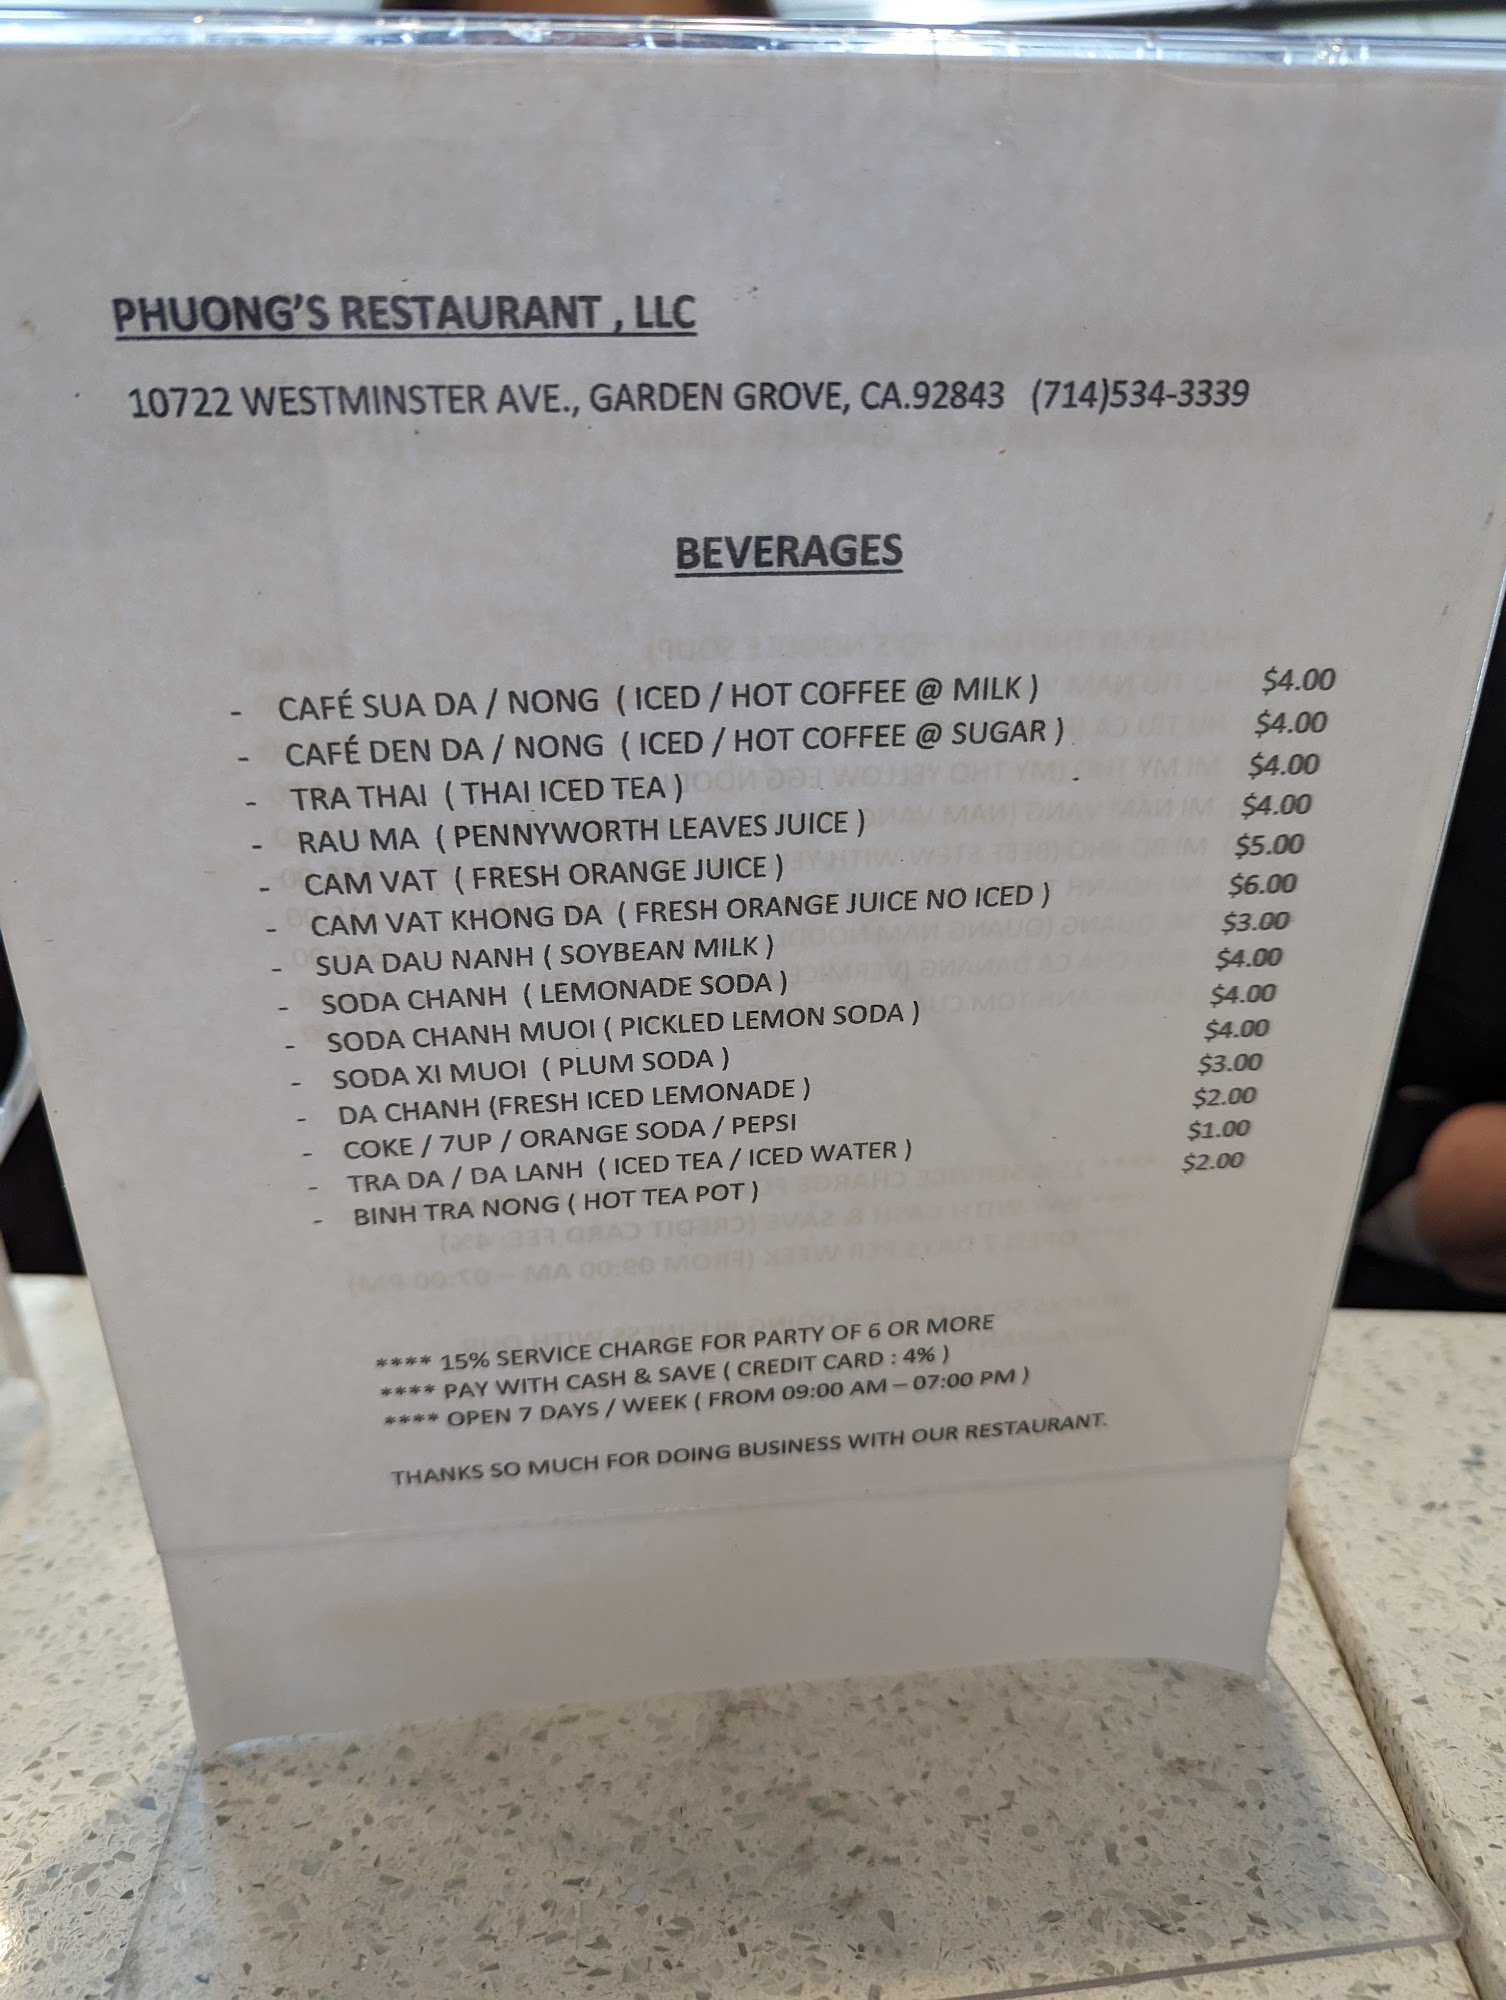 PHUONG'S RESTAURANT , LLC
10722 WESTMINSTER AVE., GARDEN GROVE, CA.92843 (714)534-3339
BEVERAGES
- CAFÉ SUA DA / NONG ( ICED / HOT COFFEE @ MILK ) $4.00
- CAFÉ DEN DA / NONG ( ICED / HOT COFFEE @ SUGAR ) $4.00
- TRA THAI ( THAI ICED TEA ) $4.00
- RAU MA ( PENNYWORTH LEAVES JUICE ) $4.00
- CAM VAT ( FRESH ORANGE JUICE ) $5.00
- CAM VAT KHONG DA ( FRESH ORANGE JUICE NO ICED ) $6.00
- SUA DAU NANH ( SOYBEAN MILK ) $3.00
- SODA CHANH ( LEMONADE SODA ) $4.00
- SODA CHANH MUOI ( PICKLED LEMON SODA ) $4.00
- SODA XI MUOI ( PLUM SODA ) $4.00
- DA CHANH (FRESH ICED LEMONADE ) $3.00
- COKE / 7UP / ORANGE SODA / PEPSI $2.00
- TRA DA / DA LANH ( ICED TEA / ICED WATER ) $1.00
- BINH TRA NONG ( HOT TEA POT ) $2.00
**** 15% SERVICE CHARGE FOR PARTY OF 6 OR MORE
**** PAY WITH CASH & SAVE ( CREDIT CARD : 4% )
**** OPEN 7 DAYS / WEEK ( FROM 09:00 AM – 07:00 PM )
THANKS SO MUCH FOR DOING BUSINESS WITH OUR RESTAURANT.